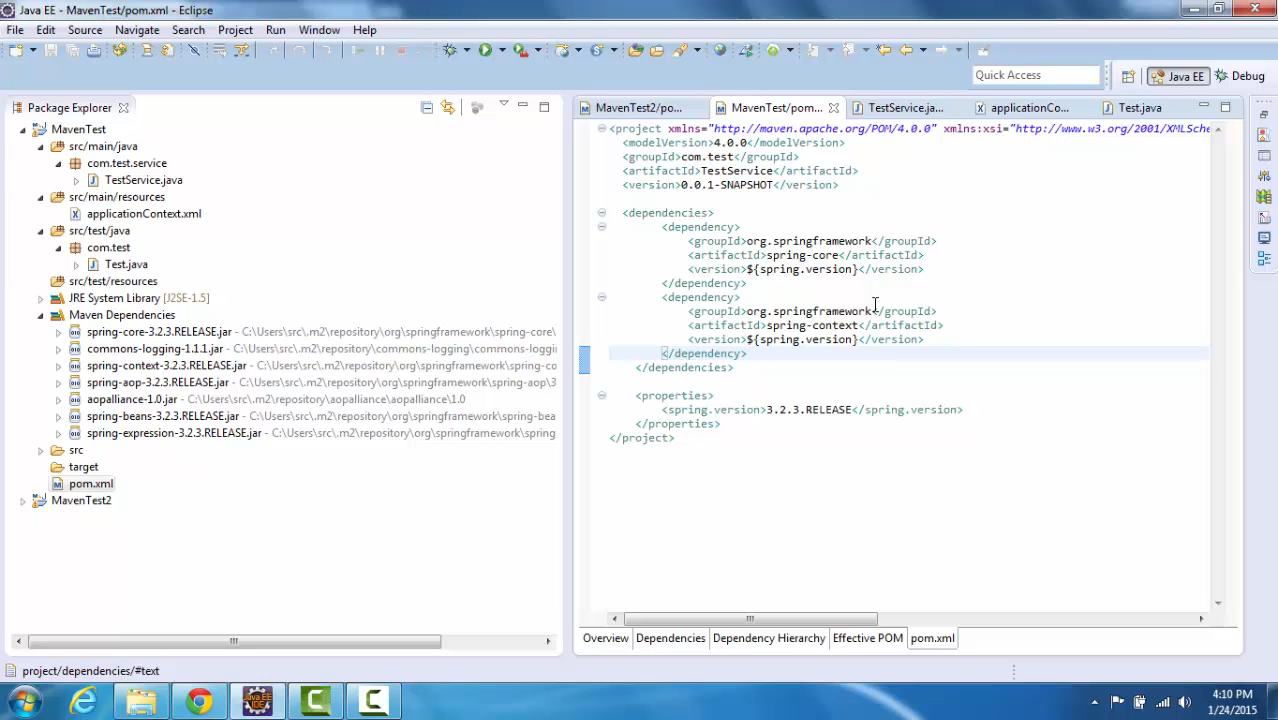 Java EE - MavenTest/pom.xml - Eclipse
File Edit Source Navigate Search Project Run Window Help
Quick Access
Java EE
Debug
Package Explorer
MavenTest2/po...
MavenTest/pom...
TestService.ja...
applicationCo...
Test.java
MavenTest
src/main/java
com.test.service
TestService.java
src/main/resources
applicationContext.xml
src/test/java
com.test
Test.java
src/test/resources
JRE System Library [J2SE-1.5]
Maven Dependencies
spring-core-3.2.3.RELEASE.jar - C:\Users\src\.m2\repository\org\springframework\spring-core\
commons-logging-1.1.1.jar - C:\Users\src\.m2\repository\commons-logging\commons-loggi
spring-context-3.2.3.RELEASE.jar - C:\Users\src\.m2\repository\org\springframework\spring-c
spring-aop-3.2.3.RELEASE.jar - C:\Users\src\.m2\repository\org\springframework\spring-aop\3
aopalliance-1.0.jar - C:\Users\src\.m2\repository\aopalliance\aopalliance\1.0
spring-beans-3.2.3.RELEASE.jar - C:\Users\src\.m2\repository\org\springframework\spring-bea
spring-expression-3.2.3.RELEASE.jar - C:\Users\src\.m2\repository\org\springframework\spring
src
target
pom.xml
MavenTest2
<project xmlns="http://maven.apache.org/POM/4.0.0" xmlns:xsi="http://www.w3.org/2001/XMLSche
<modelVersion>4.0.0</modelVersion>
<groupId>com.test</groupId>
<artifactId>TestService</artifactId>
<version>0.0.1-SNAPSHOT</version>
<dependencies>
<dependency>
<groupId>org.springframework</groupId>
<artifactId>spring-core</artifactId>
<version>${spring.version}</version>
</dependency>
<dependency>
<groupId>org.springframework</groupId>
<artifactId>spring-context</artifactId>
<version>${spring.version}</version>
</dependency>
</dependencies>
<properties>
<spring.version>3.2.3.RELEASE</spring.version>
</properties>
</project>
Overview Dependencies Dependency Hierarchy Effective POM pom.xml
project/dependencies/#text
Java EE
IDE
4:10 PM
1/24/2015